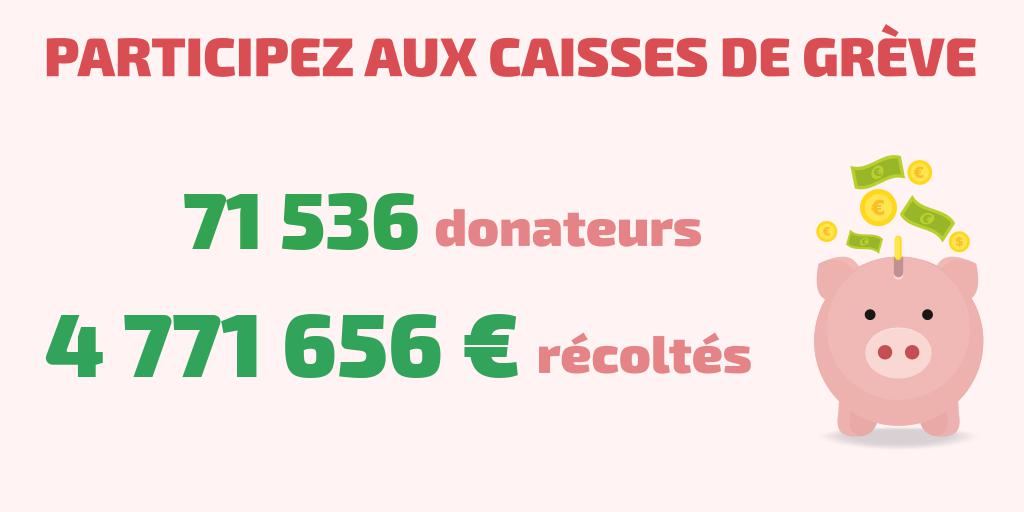 PARTICIPEZ AUX CAISSES DE GRÈVE
71 536 donateurs
4 771 656 € récoltés